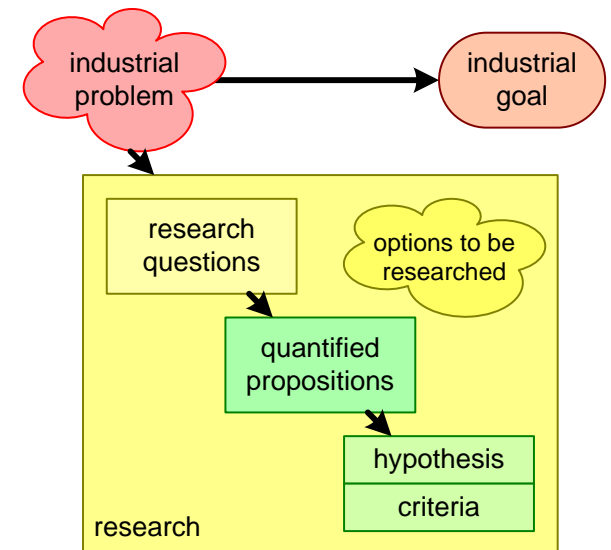 industrial
problem
industrial
goal
research
questions
options to be
researched
quantified
propositions
hypothesis
criteria
research